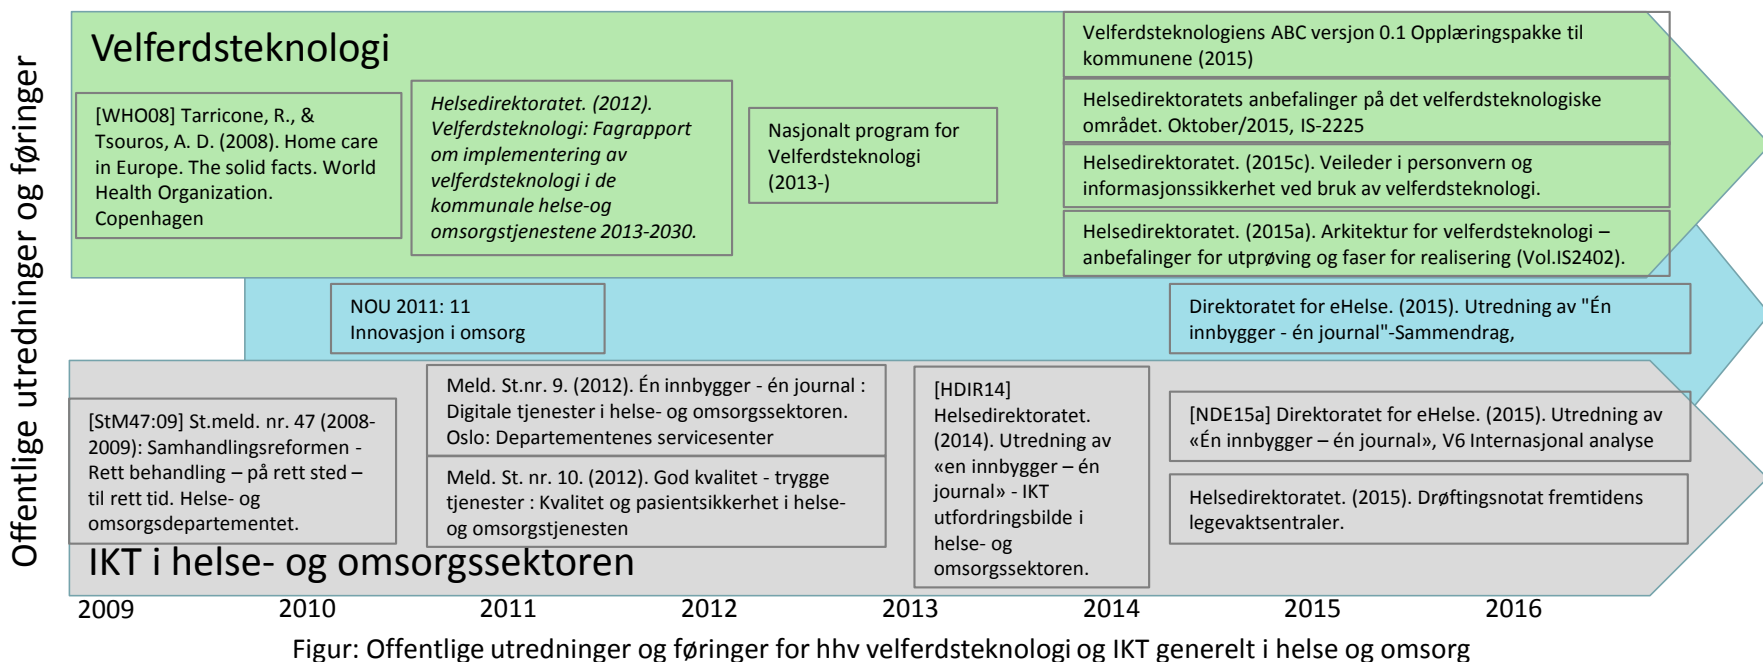 Offentlige utredninger og føringer
Velferdsteknologi
[WHO08] Tarricone, R., &
Tsouros, A. D. (2008). Home care
in Europe. The solid facts. World
Health Organization.
Copenhagen
Helsedirektoratet. (2012).
Velferdsteknologi: Fagrapport
om implementering av
velferdsteknologi i de
kommunale helse-og
omsorgstjenestene 2013-2030.
Nasjonalt program for
Velferdsteknologi
(2013-)
Velferdsteknologiens ABC versjon 0.1 Opplæringspakke til
kommunene (2015)
Helsedirektoratets anbefalinger på det velferdsteknologiske
området. Oktober/2015, IS-2225
Helsedirektoratet. (2015c). Veileder i personvern og
informasjonssikkerhet ved bruk av velferdsteknologi.
Helsedirektoratet. (2015a). Arkitektur for velferdsteknologi –
anbefalinger for utprøving og faser for realisering (Vol.IS2402).
NOU 2011: 11
Innovasjon i omsorg
Direktoratet for eHelse. (2015). Utredning av "Én
innbygger - én journal"-Sammendrag,
[StM47:09] St.meld. nr. 47 (2008-
2009): Samhandlingsreformen -
Rett behandling – på rett sted –
til rett tid. Helse- og
omsorgsdepartementet.
Meld. St.nr. 9. (2012). Én innbygger - én journal :
Digitale tjenester i helse- og omsorgssektoren.
Oslo: Departementenes servicesenter
Meld. St. nr. 10. (2012). God kvalitet - trygge
tjenester : Kvalitet og pasientsikkerhet i helse-
og omsorgstjenesten
[HDIR14]
Helsedirektoratet.
(2014). Utredning av
«en innbygger – én
journal» - IKT
utfordringsbilde i
helse- og
omsorgssektoren.
[NDE15a] Direktoratet for eHelse. (2015). Utredning av
«Én innbygger – én journal», V6 Internasjonal analyse
Helsedirektoratet. (2015). Drøftingsnotat fremtidens
legevaktsentraler.
IKT i helse- og omsorgssektoren
2009 2010 2011 2012 2013 2014 2015 2016
Figur: Offentlige utredninger og føringer for hhv velferdsteknologi og IKT generelt i helse og omsorg